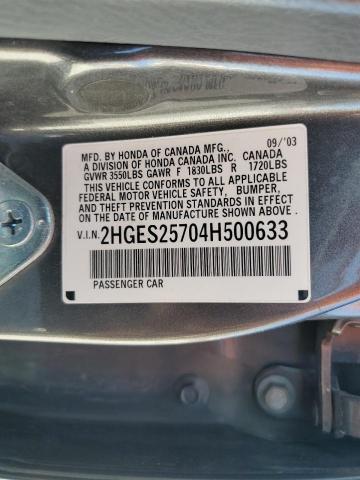 MFD. BY HONDA OF CANADA MFG., 09/'03
A DIVISION OF HONDA CANADA INC. CANADA
GVWR 3550LBS GAWR F 1830LBS R 1720LBS
THIS VEHICLE CONFORMS TO ALL APPLICABLE
FEDERAL MOTOR VEHICLE SAFETY, BUMPER,
AND THEFT PREVENTION STANDARDS IN EFFECT
ON THE DATE OF MANUFACTURE SHOWN ABOVE.
V.I.N. 2HGES25704H500633
PASSENGER CAR